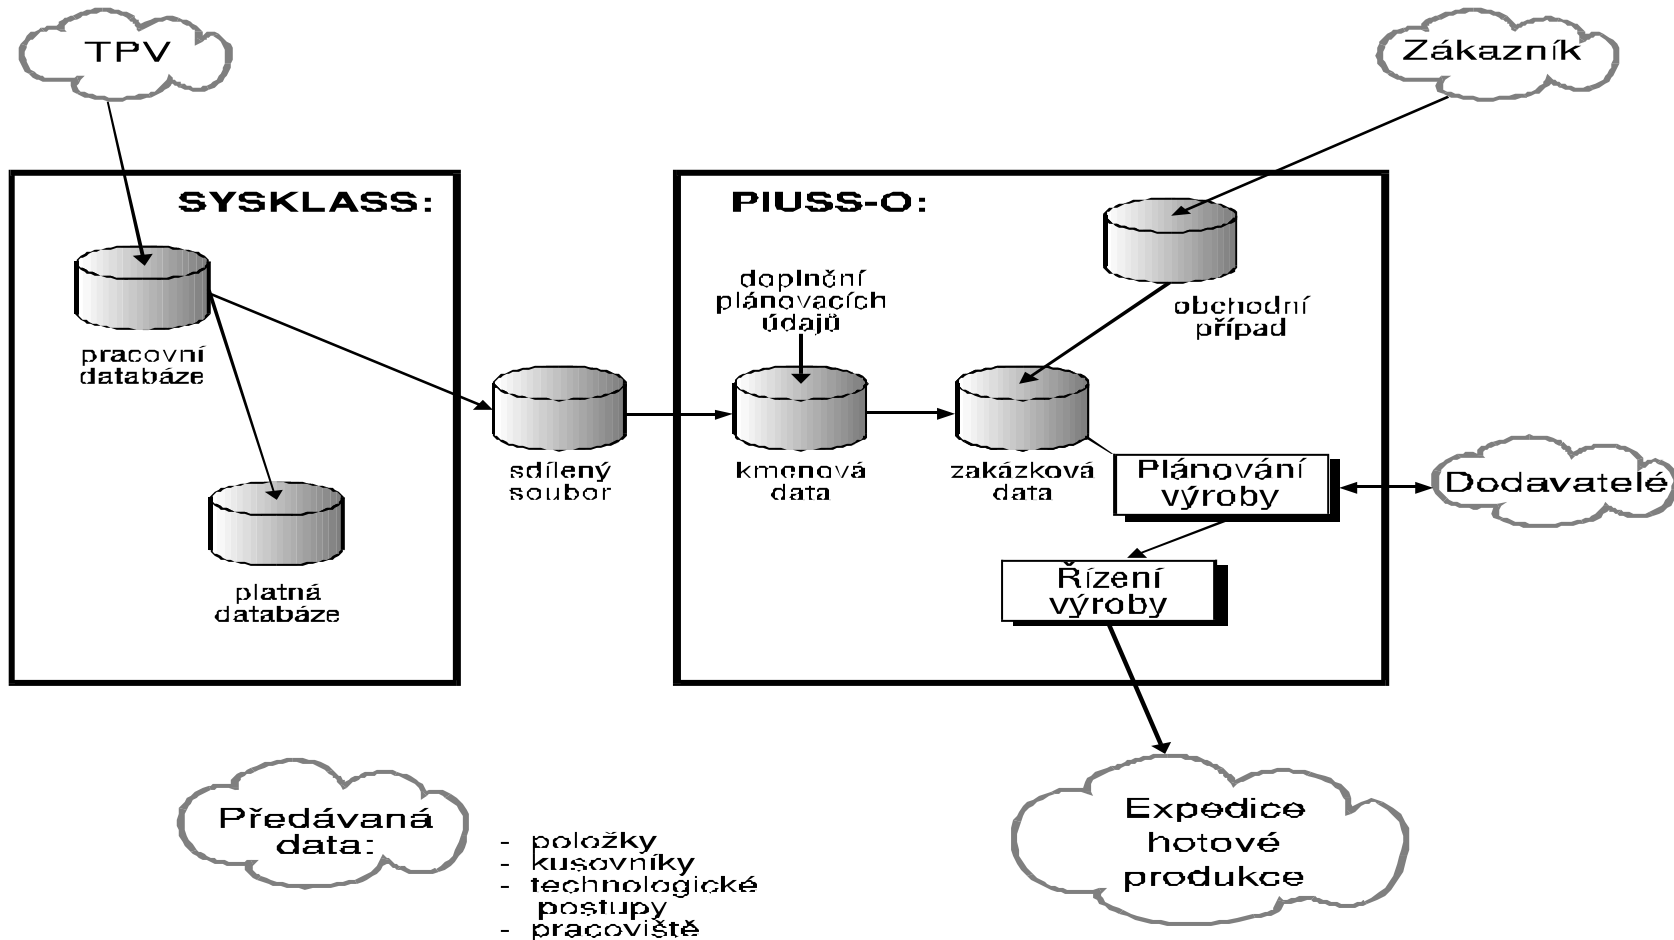 TPV
Zákazník
SYSKLASS:
PIUSS-O:
doplnění
plánovacích
údajů
obchodní
případ
pracovní
databáze
sdílený
soubor
kmenová
data
zakázková
data
Plánování
výroby
Dodavatelé
platná
databáze
Řízení
výroby
Předávaná
data:
- položky
- kusovníky
- technologické
postupy
- pracoviště
Expedice
hotové
produkce